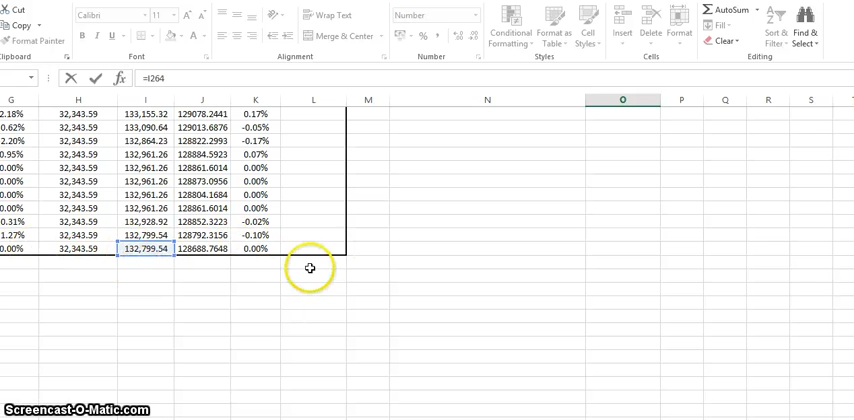 Cut
Copy
Format Painter
Clipboard
Calibri 11
B I U
Font
Wrap Text
Merge & Center
Alignment
Number
$ %
Number
Conditional Formatting
Format as Table
Cell Styles
Styles
Insert Delete Format
Cells
AutoSum
Fill
Clear
Sort & Filter
Find & Select
Editing
fx =I264
G H I J K L M N O P Q R S
2.18% 32,343.59 133,155.32 129078.2441 0.17%
0.62% 32,343.59 133,090.64 129013.6876 -0.05%
2.20% 32,343.59 132,864.23 128822.2993 -0.17%
0.95% 32,343.59 132,961.26 128884.5923 0.07%
0.00% 32,343.59 132,961.26 128861.6014 0.00%
0.00% 32,343.59 132,961.26 128873.0956 0.00%
0.00% 32,343.59 132,961.26 128804.1684 0.00%
0.00% 32,343.59 132,961.26 128861.6014 0.00%
0.31% 32,343.59 132,928.92 128852.3223 -0.02%
1.27% 32,343.59 132,799.54 128792.3156 -0.10%
0.00% 32,343.59 132,799.54 128688.7648 0.00%
Screencast-O-Matic.com